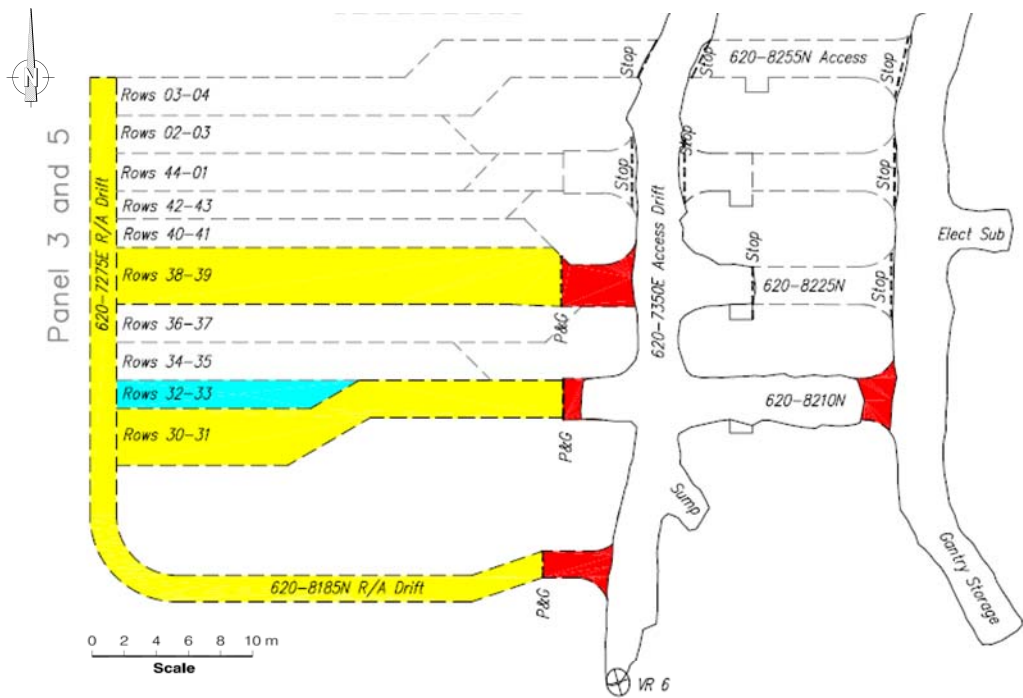 N
Panel 3 and 5
620-7275E R/A Drift
Rows 03-04
Rows 02-03
Rows 44-01
Rows 42-43
Rows 40-41
Rows 38-39
Rows 36-37
Rows 34-35
Rows 32-33
Rows 30-31
620-8185N R/A Drift
P&G
P&G
P&G
Stop
Stop
620-7350E Access Drift
Stop
Stop
Stop
620-8255N Access
Stop
Stop
Stop
620-8225N
620-8210N
Elect Sub
Sump
Gantry Storage
VR 6
0 2 4 6 8 10 m
Scale